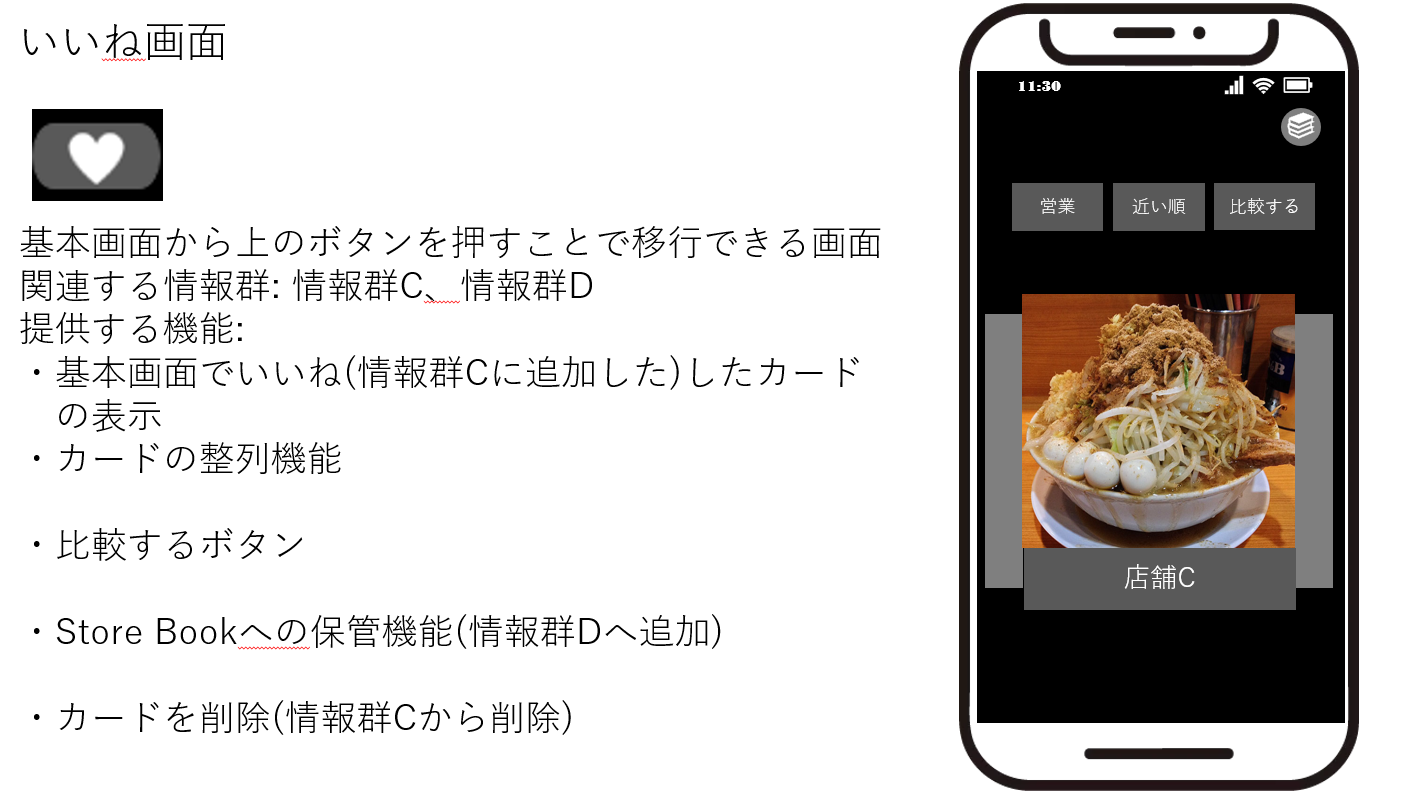 いいね画面
基本画面から上のボタンを押すことで移行できる画面
関連する情報群: 情報群C、情報群D
提供する機能:
・基本画面でいいね(情報群Cに追加した)したカード
の表示
・カードの整列機能
・比較するボタン
・Store Bookへの保管機能(情報群Dへ追加)
・カードを削除(情報群Cから削除)
11:30
営業
近い順
比較する
店舗C